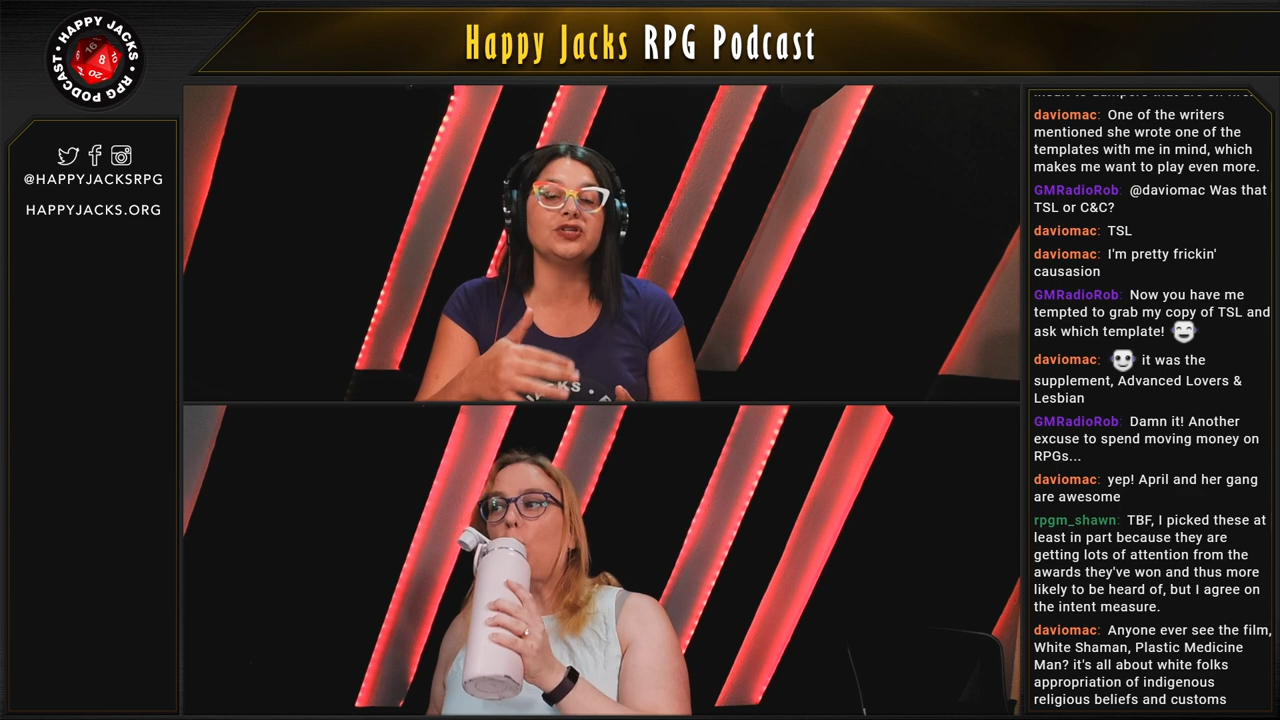 HAPPY JACKS
RPG PODCAST
16
8
10
20
Happy Jacks RPG Podcast
@HAPPYJACKSRPG
HAPPYJACKS.ORG
daviomac: One of the writers
mentioned she wrote one of the
templates with me in mind, which
makes me want to play even more.
GMRadioRob: @daviomac Was that
TSL or C&C?
daviomac: TSL
daviomac: I'm pretty frickin'
causasion
GMRadioRob: Now you have me
tempted to grab my copy of TSL and
ask which template!
daviomac: it was the
supplement, Advanced Lovers &
Lesbian
GMRadioRob: Damn it! Another
excuse to spend moving money on
RPGs...
daviomac: yep! April and her gang
are awesome
rpgm_shawn: TBF, I picked these at
least in part because they are
getting lots of attention from the
awards they've won and thus more
likely to be heard of, but I agree on
the intent measure.
daviomac: Anyone ever see the film,
White Shaman, Plastic Medicine
Man? it's all about white folks
appropriation of indigenous
religious beliefs and customs